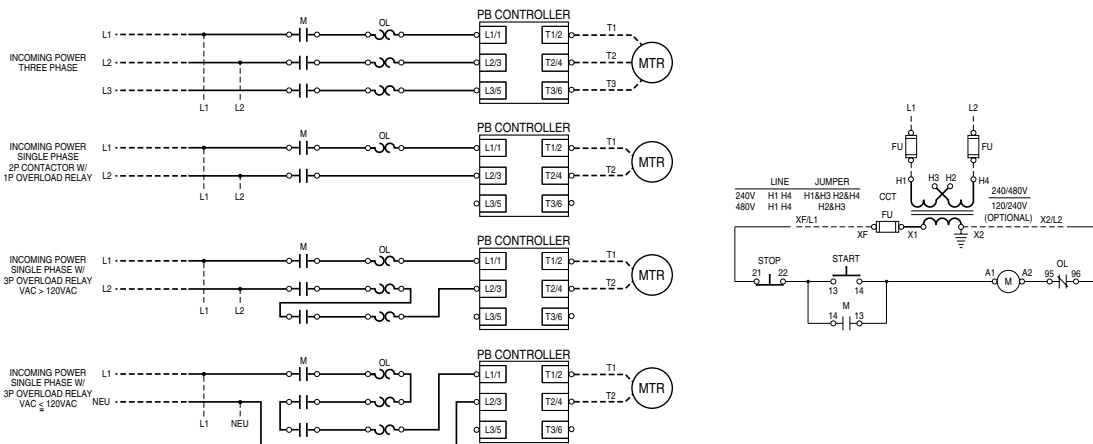 PB CONTROLLER
M OL
L1 L1/1 T1/2 T1
INCOMING POWER
THREE PHASE
L2 L2/3 T2/4 T2 MTR
L3 L3/5 T3/6 T3
L1 L2
PB CONTROLLER
M OL
INCOMING POWER
SINGLE PHASE
2P CONTACTOR W/
1P OVERLOAD RELAY
L1 L1/1 T1/2 T1
L2 L2/3 T2/4 T2 MTR
L3/5 T3/6
L1 L2
PB CONTROLLER
M OL
INCOMING POWER
SINGLE PHASE W/
3P OVERLOAD RELAY
VAC > 120VAC
L1 L1/1 T1/2 T1
L2 L2/3 T2/4 T2 MTR
L3/5 T3/6
L1 L2
PB CONTROLLER
M OL
INCOMING POWER
SINGLE PHASE W/
3P OVERLOAD RELAY
VAC < 120VAC
=
L1 L1/1 T1/2 T1
NEU L2/3 T2/4 T2 MTR
L3/5 T3/6
L1 NEU
L1 L2
FU FU
H1 H3 H2 H4
LINE JUMPER
240V H1 H4 H1&H3 H2&H4
480V H1 H4 H2&H3
CCT
240/480V
120/240V
(OPTIONAL)
XF/L1 XF FU X1 X2 X2/L2
STOP START OL
21 22 13 14 A1 M A2 95 96
M
14 13